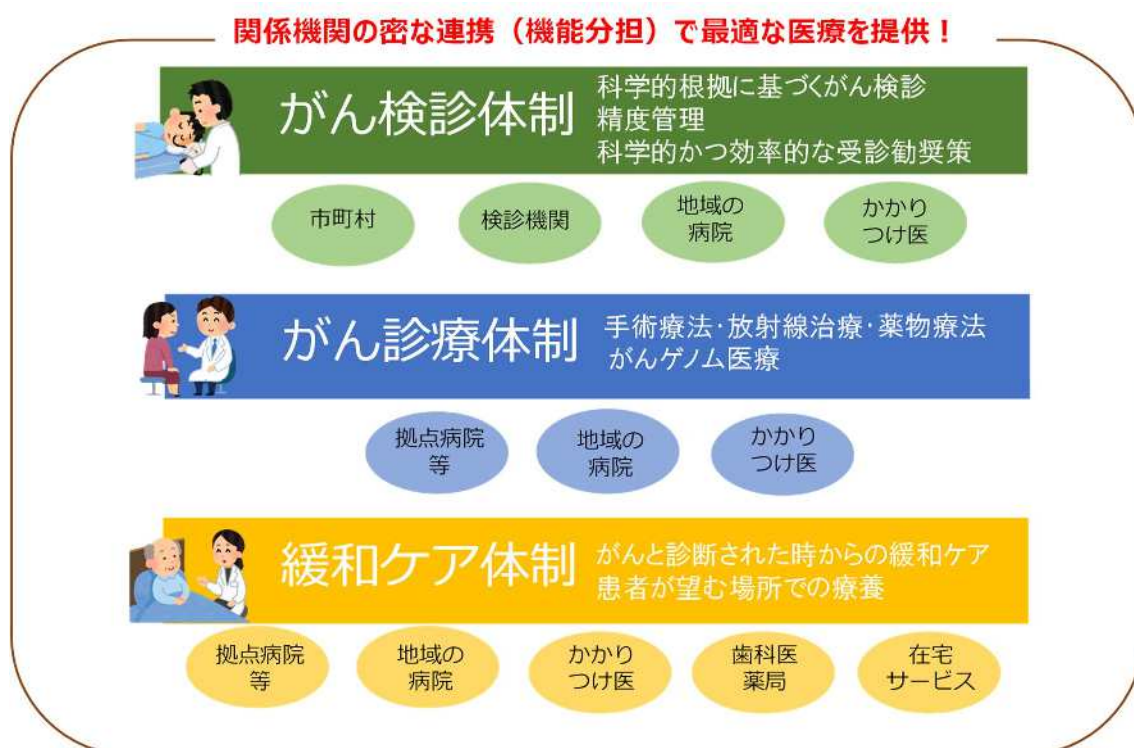 関係機関の密な連携（機能分担）で最適な医療を提供！
がん検診体制
科学的根拠に基づくがん検診
精度管理
科学的かつ効率的な受診勧奨策
市町村
検診機関
地域の
病院
かかり
つけ医
がん診療体制
手術療法・放射線治療・薬物療法
がんゲノム医療
拠点病院
等
地域の
病院
かかり
つけ医
緩和ケア体制
がんと診断された時からの緩和ケア
患者が望む場所での療養
拠点病院
等
地域の
病院
かかり
つけ医
歯科医
薬局
在宅
サービス